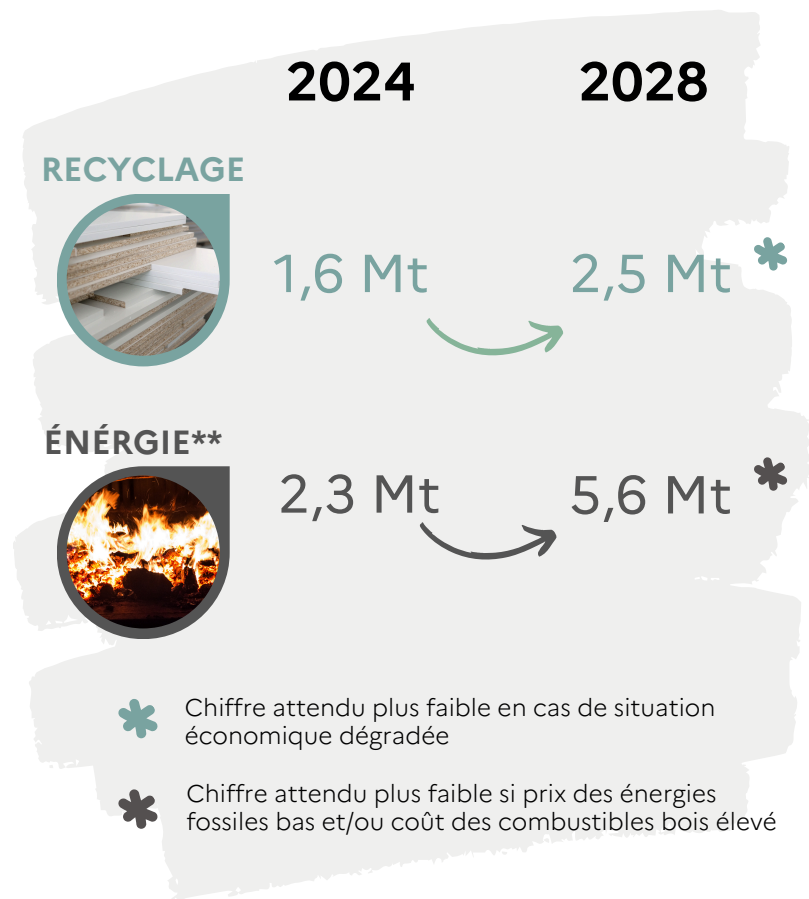 2024 2028
RECYCLAGE
1,6 Mt 2,5 Mt *
ÉNÉRGIE**
2,3 Mt 5,6 Mt *
* Chiffre attendu plus faible en cas de situation
économique dégradée
* Chiffre attendu plus faible si prix des énergies
fossiles bas et/ou coût des combustibles bois élevé